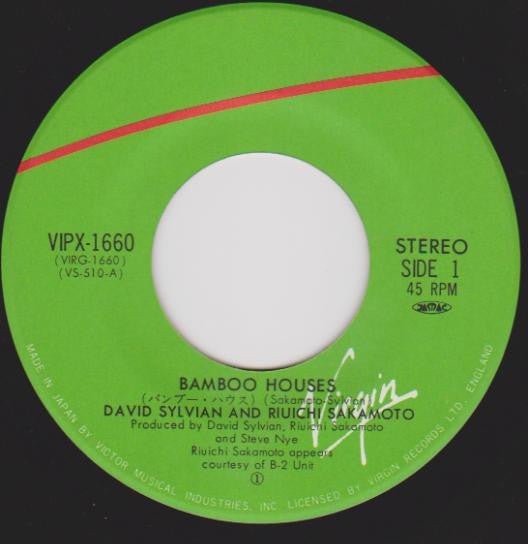 VIPX-1660
(VIRG-1660)
(VS-510-A)
STEREO
SIDE 1
45 RPM
JASRAC
BAMBOO HOUSES
(バンブー・ハウス) (Sakamoto-Sylvian)
DAVID SYLVIAN AND RIUICHI SAKAMOTO
Produced by David Sylvian, Riuichi Sakamoto
and Steve Nye
Riuichi Sakamoto appears
courtesy of B-2 Unit
①
Virgin
MADE IN JAPAN BY VICTOR MUSICAL INDUSTRIES, INC. LICENSED BY VIRGIN RECORDS LTD. ENGLAND